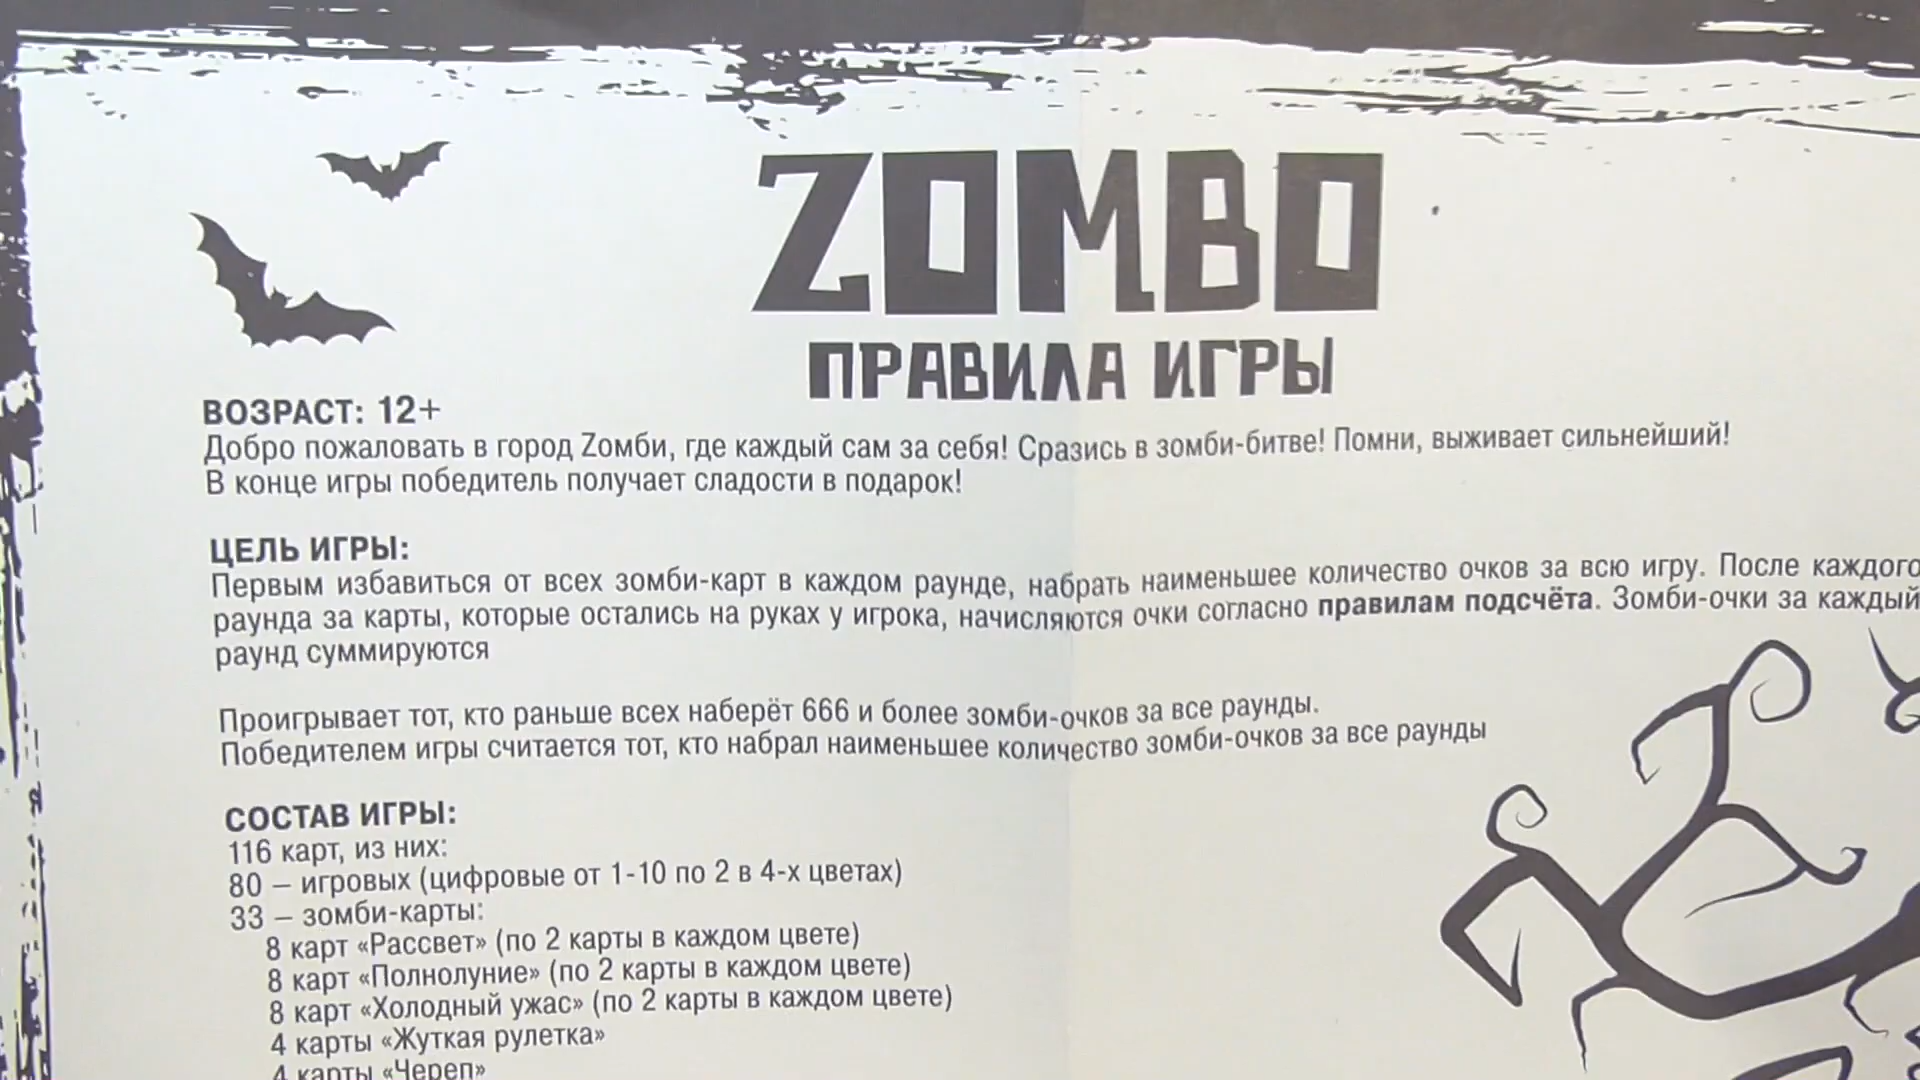 ZOMBO
ПРАВИЛА ИГРЫ
ВОЗРАСТ: 12+
Добро пожаловать в город Zомби, где каждый сам за себя! Сразись в зомби-битве! Помни, выживает сильнейший!
В конце игры победитель получает сладости в подарок!
ЦЕЛЬ ИГРЫ:
Первым избавиться от всех зомби-карт в каждом раунде, набрать наименьшее количество очков за всю игру. После каждого
раунда за карты, которые остались на руках у игрока, начисляются очки согласно правилам подсчёта. Зомби-очки за каждый
раунд суммируются
Проигрывает тот, кто раньше всех наберёт 666 и более зомби-очков за все раунды.
Победителем игры считается тот, кто набрал наименьшее количество зомби-очков за все раунды
СОСТАВ ИГРЫ:
116 карт, из них:
80 – игровых (цифровые от 1-10 по 2 в 4-х цветах)
33 – зомби-карты:
8 карт «Рассвет» (по 2 карты в каждом цвете)
8 карт «Полнолуние» (по 2 карты в каждом цвете)
8 карт «Холодный ужас» (по 2 карты в каждом цвете)
4 карты «Жуткая рулетка»
4 карты «Череп»